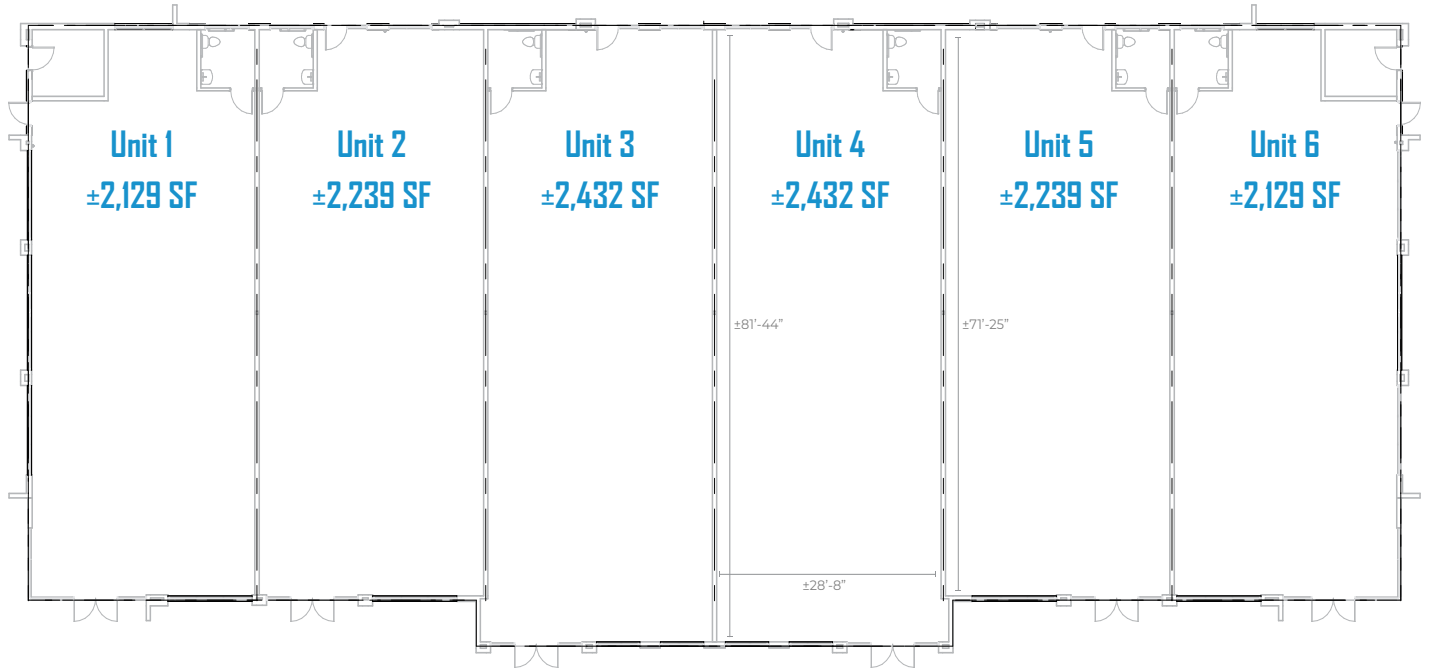 Unit 1
±2,129 SF
Unit 2
±2,239 SF
Unit 3
±2,432 SF
Unit 4
±2,432 SF
Unit 5
±2,239 SF
Unit 6
±2,129 SF
±81'-44”
±71'-25”
±28'-8”